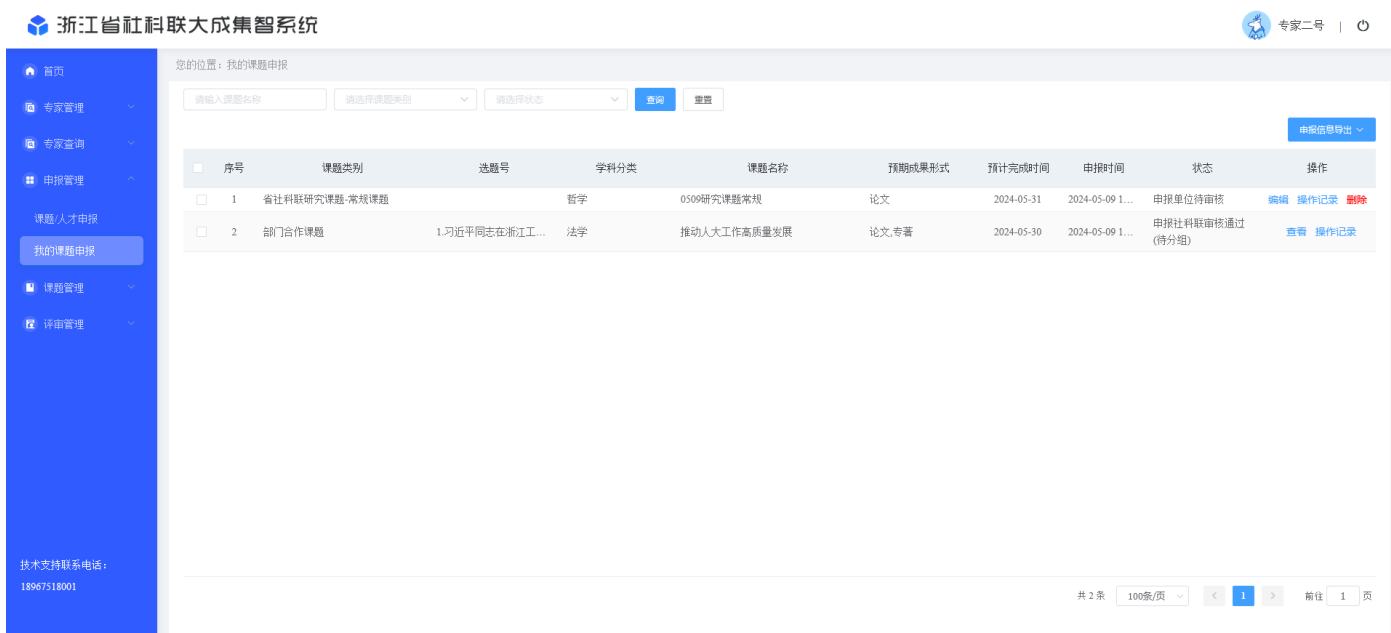 浙江省社科联大成集智系统
专家二号 |
首页
专家管理
专家查询
申报管理
课题/人才申报
我的课题申报
课题管理
评审管理
技术支持联系电话：
18967518001
您的位置：我的课题申报
请输入课题名称 请选择课题类别 请选择状态 查询 重置
申报信息导出
序号 课题类别 选题号 学科分类 课题名称 预期成果形式 预计完成时间 申报时间 状态 操作
1 省社科联研究课题-常规课题 哲学 0509研究课题常规 论文 2024-05-31 2024-05-09 1... 申报单位待审核 编辑 操作记录 删除
2 部门合作课题 1.习近平同志在浙江工... 法学 推动人大工作高质量发展 论文,专著 2024-05-30 2024-05-09 1... 申报社科联审核通过
(待分组) 查看 操作记录
共 2 条 100条/页 < 1 > 前往 1 页